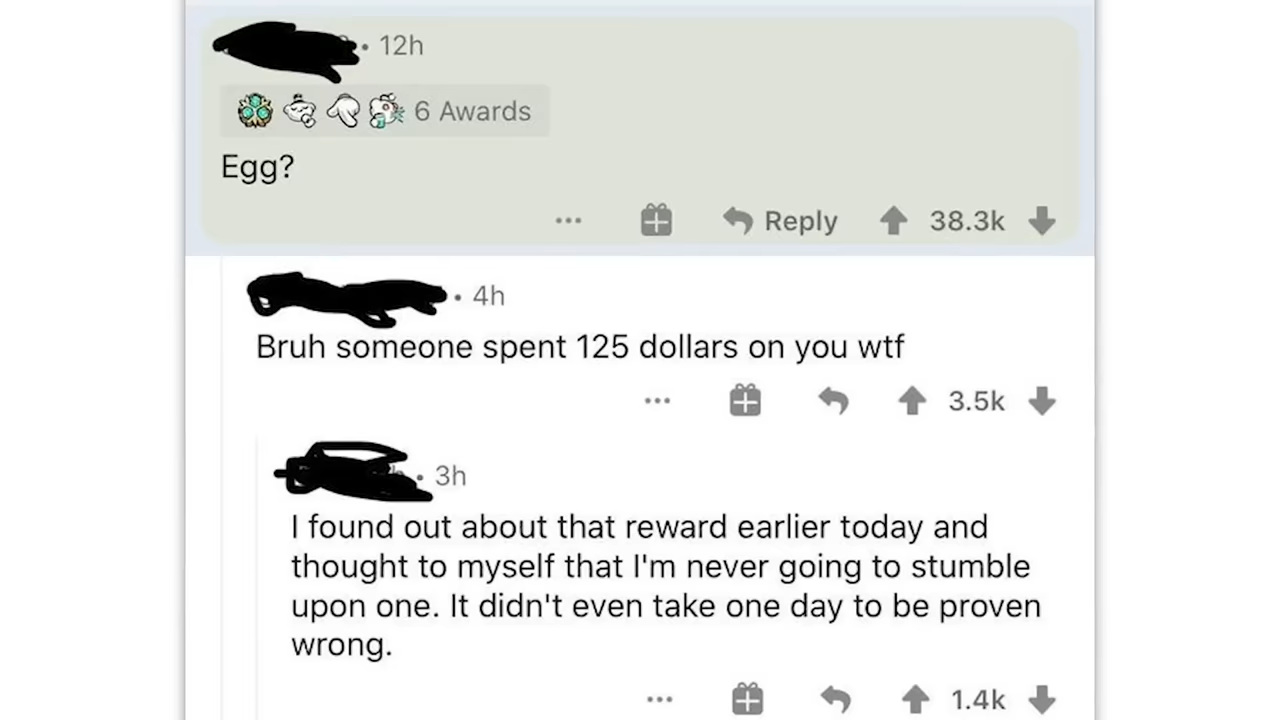 • 12h
6 Awards
Egg?
... Reply 38.3k
• 4h
Bruh someone spent 125 dollars on you wtf
... 3.5k
• 3h
I found out about that reward earlier today and
thought to myself that I'm never going to stumble
upon one. It didn't even take one day to be proven
wrong.
... 1.4k